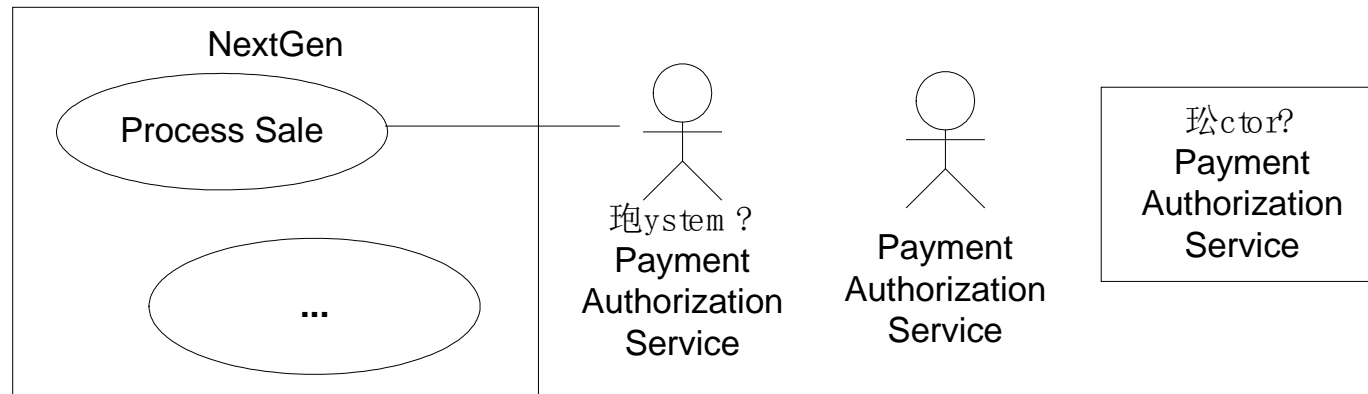 NextGen
Process Sale
...
玸ystem ?
Payment
Authorization
Service
Payment
Authorization
Service
玜ctor?
Payment
Authorization
Service